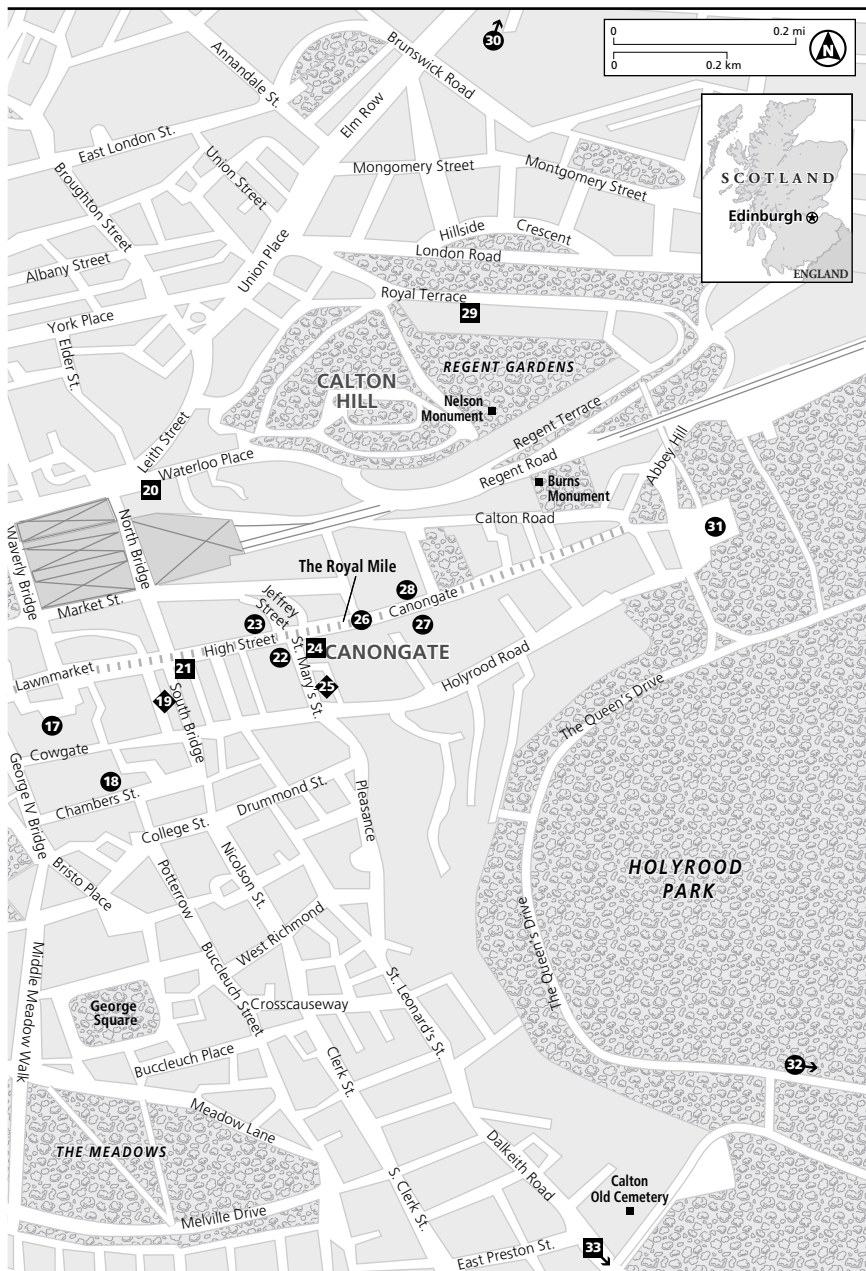 30
0
0.2 mi
0
0.2 km
N
SCOTLAND
Edinburgh
ENGLAND
Annandale St.
Brunswick Road
Elm Row
East London St.
Union Street
Montgomery Street
Montgomery Street
Broughton Street
Hillside Crescent
London Road
Union Place
Albany Street
Royal Terrace
29
York Place
Elder St.
REGENT GARDENS
CALTON
HILL
Nelson
Monument
Regent Terrace
Leith Street
Waterloo Place
Regent Road
Abbey Hill
20
Burns
Monument
Calton Road
31
Waverly Bridge
North Bridge
The Royal Mile
Market St.
Jeffrey
Street
28
Canongate
26
27
23
High Street
22
24
CANONGATE
St. Mary's St.
25
Holyrood Road
Lawnmarket
21
19
South Bridge
The Queen's Drive
17
Cowgate
18
Chambers St.
George IV Bridge
Drummond St.
Pleasance
College St.
Nicolson St.
Bristo Place
Potterrow
HOLYROOD
PARK
West Richmond
The Queen's Drive
Middle Meadow Walk
Buccleuch Street
St. Leonard's St.
George
Square
Crosscauseway
Buccleuch Place
Clerk St.
32
Meadow Lane
THE MEADOWS
Dalkeith Road
S. Clerk St.
Calton
Old Cemetery
Melville Drive
East Preston St.
33